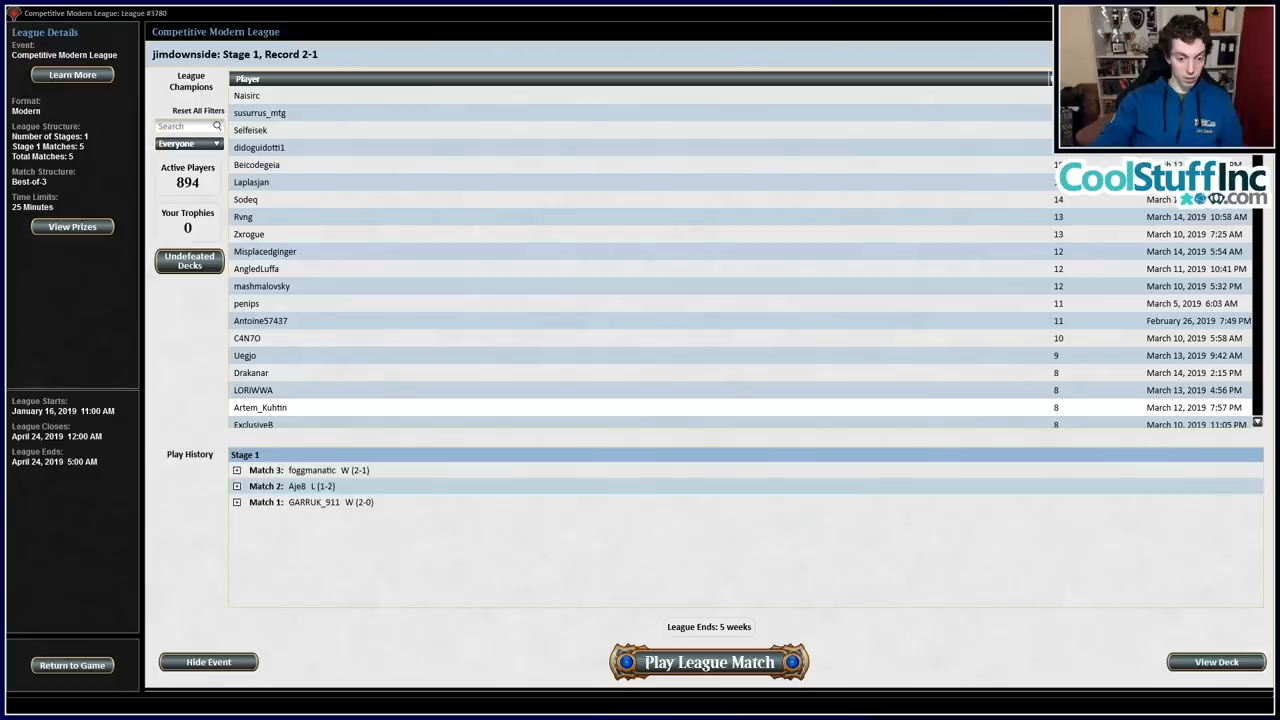 Competitive Modern League: League #3780
League Details
Event:
Competitive Modern League
Learn More
Format:
Modern
League Structure:
Number of Stages: 1
Stage 1 Matches: 5
Total Matches: 5
Match Structure:
Best-of-3
Time Limits:
25 Minutes
View Prizes
League Starts:
January 16, 2019 11:00 AM
League Closes:
April 24, 2019 12:00 AM
League Ends:
April 24, 2019 5:00 AM
Return to Game
Competitive Modern League
jimdownside: Stage 1, Record 2-1
League
Champions
Reset All Filters
Search
Everyone
Active Players
894
Your Trophies
0
Undefeated
Decks
Player
Naisirc
susurrus_mtg
Selfeisek
didoguidotti1
Beicodegeia
Laplasjan
Sodeq 14 March
Rvng 13 March 14, 2019 10:58 AM
Zxrogue 13 March 10, 2019 7:25 AM
Misplacedginger 12 March 14, 2019 5:54 AM
AngledLuffa 12 March 11, 2019 10:41 PM
mashmalovsky 12 March 10, 2019 5:32 PM
penips 11 March 5, 2019 6:03 AM
Antoine57437 11 February 26, 2019 7:49 PM
C4N7O 10 March 10, 2019 5:58 AM
Uegjo 9 March 13, 2019 9:42 AM
Drakanar 8 March 14, 2019 2:15 PM
LORiWWA 8 March 13, 2019 4:56 PM
Artem_Kuhtin 8 March 12, 2019 7:57 PM
ExclusiveB 8 March 10, 2019 11:05 PM
CoolStuffInc
.com
Play History
Stage 1
Match 3: foggmanatic W (2-1)
Match 2: Aje8 L (1-2)
Match 1: GARRUK_911 W (2-0)
League Ends: 5 weeks
Hide Event
Play League Match
View Deck